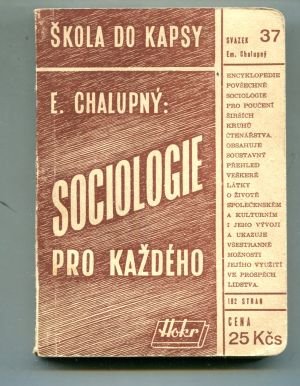 ŠKOLA DO KAPSY
E. CHALUPNÝ:
SOCIOLOGIE
PRO KAŽDÉHO
Hokr
SVAZEK 37
Em. Chalupný
ENCYKLOPEDIE
POVŠECHNÉ
SOCIOLOGIE
PRO POUČENÍ
ŠIRŠÍCH
KRUHŮ
ČTENÁŘSTVA.
OBSAHUJE
SOUSTAVNÝ
PŘEHLED
VEŠKERÉ
LÁTKY
O ŽIVOTĚ
SPOLEČENSKÉM
A KULTURNÍM
I JEHO VÝVOJI
A UKAZUJE
VŠESTRANNÉ
MOŽNOSTI
JEJÍHO VYUŽITÍ
VE PROSPĚCH
LIDSTVA.
182 STRAN
CENA
25 Kčs